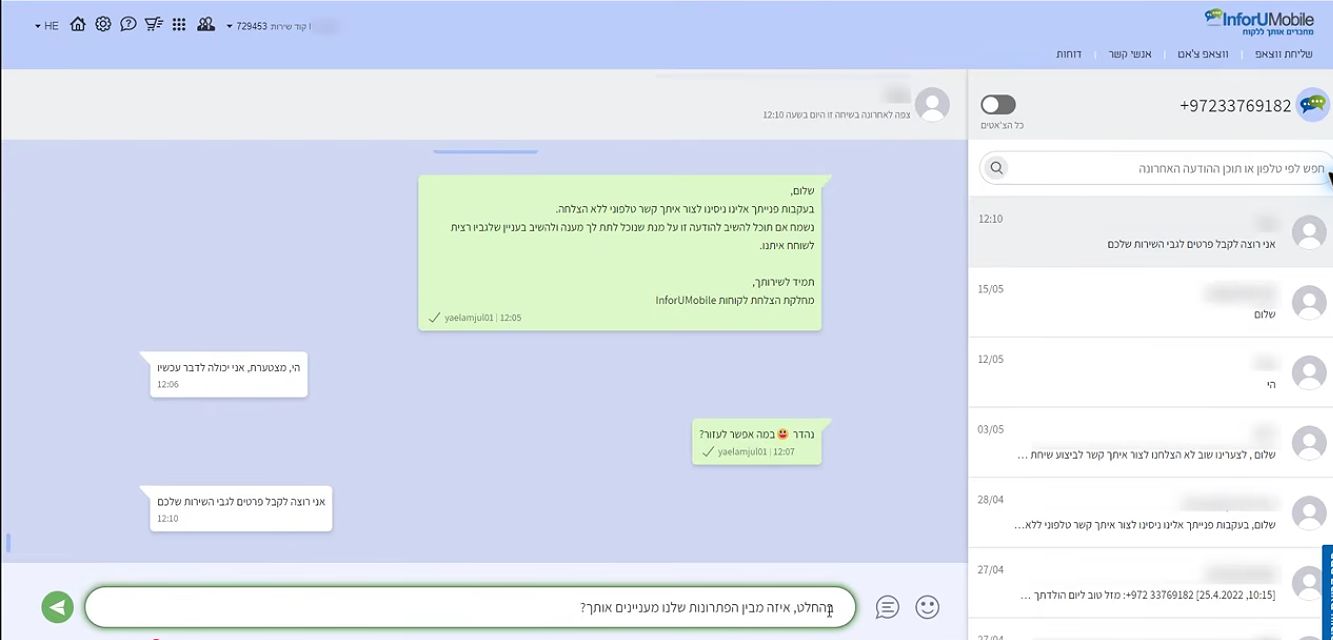 InforUMobile
מחברים אותך ללקוח
HE
729453 קוד שירות |
שליחת ווצאפ | ווצאפ צ'אט | אנשי קשר | דוחות
+97233769182
כל הצ'אטים
חפש לפי טלפון או תוכן ההודעה האחרונה
12:10
אני רוצה לקבל פרטים לגבי השירות שלכם
15/05
שלום
12/05
הי
03/05
שלום , לצערינו שוב לא הצלחנו לצור איתך קשר לביצוע שיחת ...
28/04
שלום, בעקבות פנייתך אלינו ניסינו לצור איתך קשר טלפוני ללא...
27/04
[10:15, 25.4.2022] ‎+972 33769182: מזל טוב ליום הולדתך ...
27/04
צפה לאחרונה בשיחה זו היום בשעה 12:10
שלום,
בעקבות פנייתך אלינו ניסינו לצור איתך קשר טלפוני ללא הצלחה.
נשמח אם תוכל להשיב להודעה זו על מנת שנוכל לתת לך מענה ולהשיב בעניין שלגביו רצית
לשוחח איתנו.
תמיד לשירותך,
מחלקת הצלחת לקוחות InforUMobile
yaelamjul01 | 12:05
הי, מצטערת, אני יכולה לדבר עכשיו
12:06
נהדר 😃 במה אפשר לעזור?
yaelamjul01 | 12:07
אני רוצה לקבל פרטים לגבי השירות שלכם
12:10
בהחלט, איזה מבין הפתרונות שלנו מעניינים אותך?